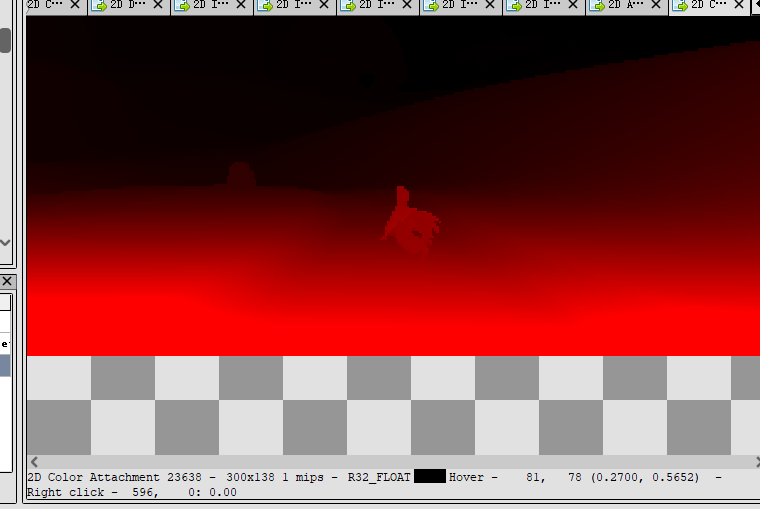 2D C··· 2D D··· 2D I··· 2D I··· 2D I··· 2D I··· 2D I··· 2D A··· 2D C···
2D Color Attachment 23638 - 300x138 1 mips - R32_FLOAT Hover - 81, 78 (0.2700, 0.5652) -
Right click - 596, 0: 0.00